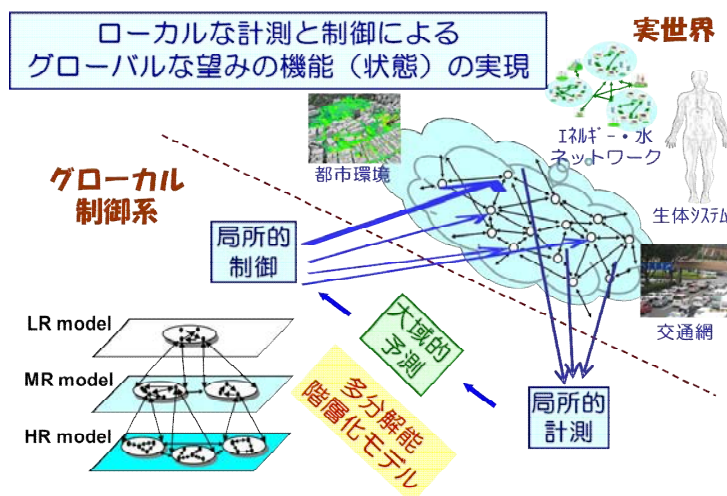 ローカルな計測と制御による
グローバルな望みの機能（状態）の実現
実世界
エネルギー・水
ネットワーク
都市環境
生体システム
グローカル
制御系
局所的
制御
交通網
大域的
予測
LR model
MR model
HR model
多分解能
階層化モデル
局所的
計測